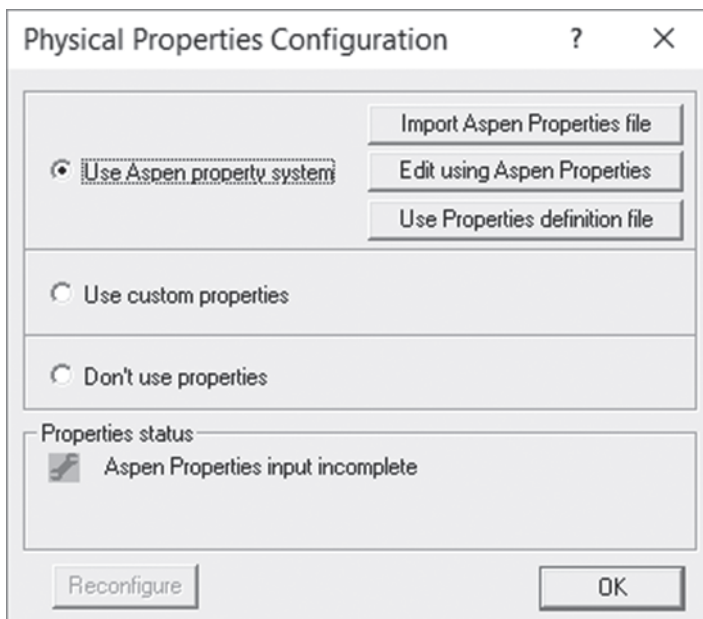 Physical Properties Configuration ? ×
Import Aspen Properties file
Use Aspen property system
Edit using Aspen Properties
Use Properties definition file
Use custom properties
Don't use properties
Properties status
Aspen Properties input incomplete
Reconfigure
OK